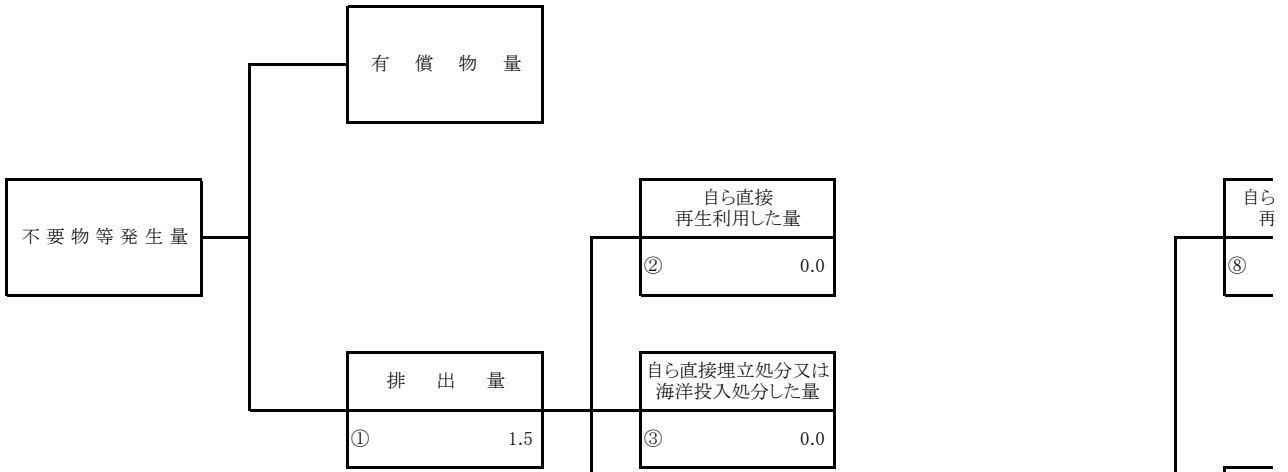 有償物量
自ら直接
再生利用した量
自ら
再
不要物等発生量
② 0.0
⑧
排出量
自ら直接埋立処分又は
海洋投入処分した量
① 1.5
③ 0.0